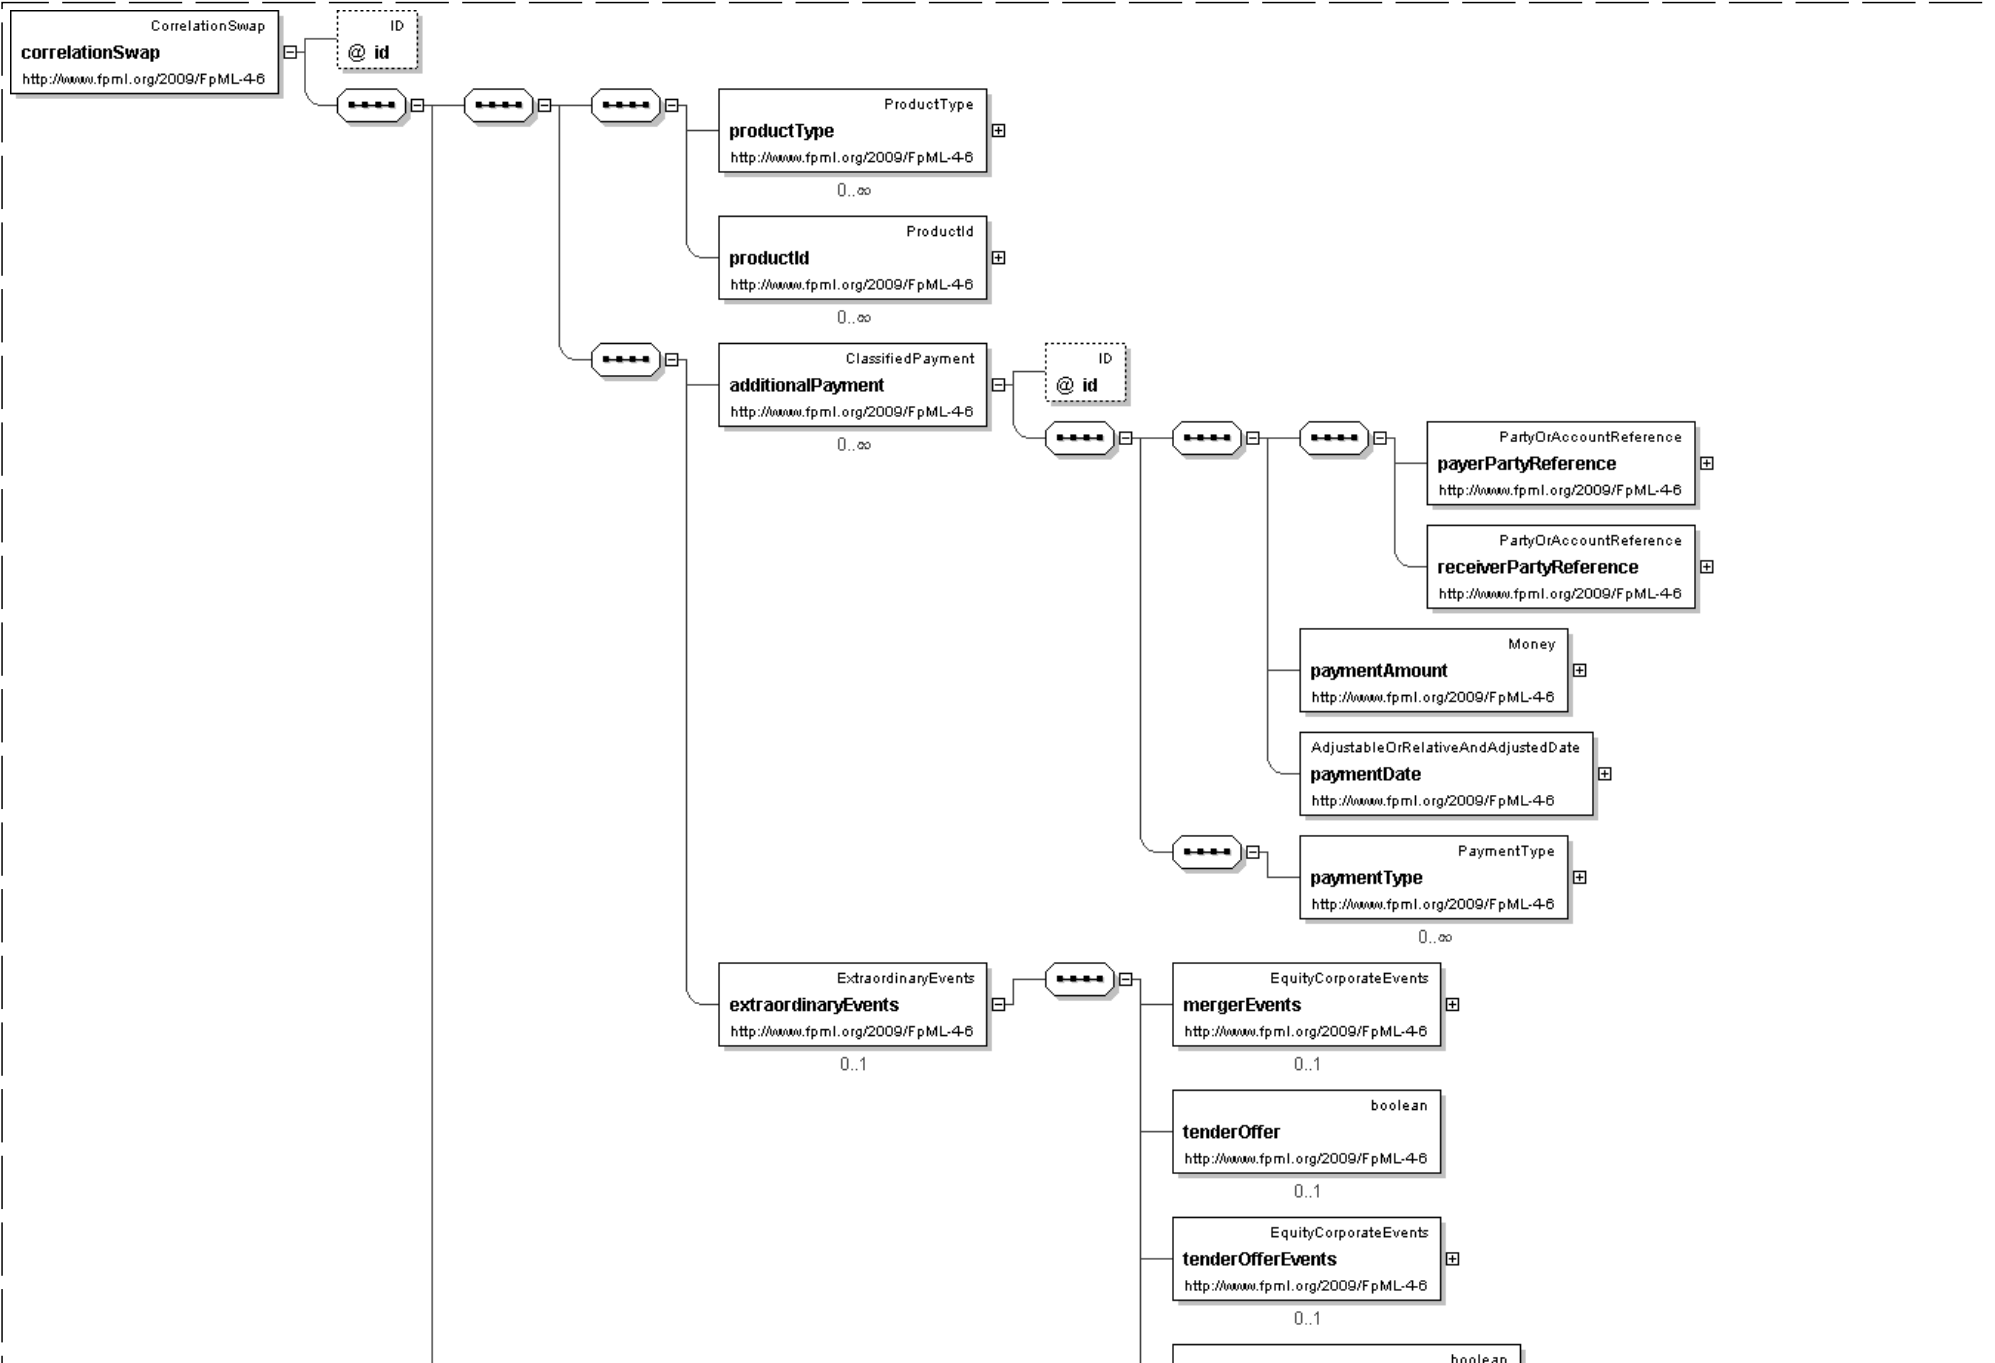 CorrelationSwap
correlationSwap
http://www.fpml.org/2009/FpML-4-6
ID
@ id
ProductType
productType
http://www.fpml.org/2009/FpML-4-6
0..∞
ProductId
productId
http://www.fpml.org/2009/FpML-4-6
0..∞
ClassifiedPayment
additionalPayment
http://www.fpml.org/2009/FpML-4-6
0..∞
ID
@ id
PartyOrAccountReference
payerPartyReference
http://www.fpml.org/2009/FpML-4-6
PartyOrAccountReference
receiverPartyReference
http://www.fpml.org/2009/FpML-4-6
Money
paymentAmount
http://www.fpml.org/2009/FpML-4-6
AdjustableOrRelativeAndAdjustedDate
paymentDate
http://www.fpml.org/2009/FpML-4-6
PaymentType
paymentType
http://www.fpml.org/2009/FpML-4-6
0..∞
ExtraordinaryEvents
extraordinaryEvents
http://www.fpml.org/2009/FpML-4-6
0..1
EquityCorporateEvents
mergerEvents
http://www.fpml.org/2009/FpML-4-6
0..1
boolean
tenderOffer
http://www.fpml.org/2009/FpML-4-6
0..1
EquityCorporateEvents
tenderOfferEvents
http://www.fpml.org/2009/FpML-4-6
0..1
boolean